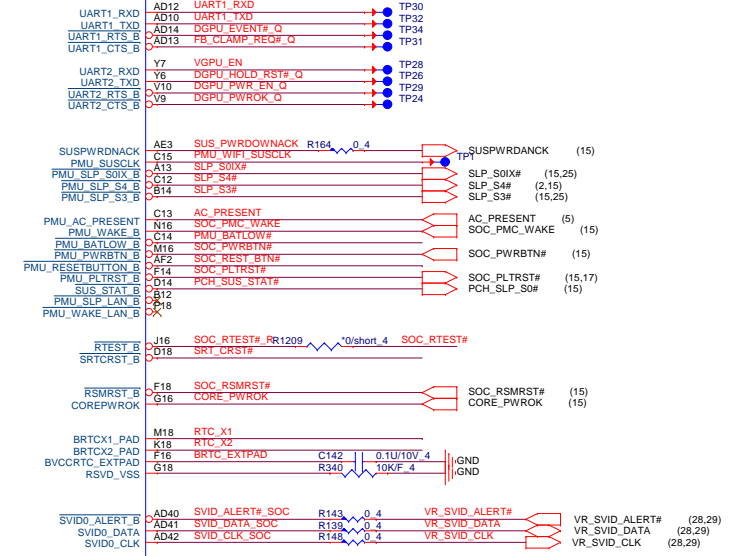 UART1_RXD AD12 UART1_RXD TP30
UART1_TXD AD10 UART1_TXD TP32
UART1_RTS_B AD14 DGPU_EVENT#_Q TP34
UART1_CTS_B AD13 FB_CLAMP_REQ#_Q TP31
UART2_RXD Y7 VGPU_EN TP28
UART2_TXD Y6 DGPU_HOLD_RST#_Q TP26
UART2_RTS_B V10 DGPU_PWR_EN_Q TP29
UART2_CTS_B V9 DGPU_PWROK_Q TP24
SUSPWRDNACK AE3 SUS_PWRDOWNACK R164 0_4 SUSPWRDANCK (15)
PMU_SUSCLK C15 PMU_WIFI_SUSCLK TP1
PMU_SLP_S0IX_B A13 SLP_S0IX# SLP_S0IX# (15,25)
PMU_SLP_S4_B C12 SLP_S4# SLP_S4# (2,15)
PMU_SLP_S3_B B14 SLP_S3# SLP_S3# (15,25)
PMU_AC_PRESENT C13 AC_PRESENT AC_PRESENT (5)
PMU_WAKE_B N16 SOC_PMC_WAKE SOC_PMC_WAKE (15)
PMU_BATLOW_B C14 PMU_BATLOW#
PMU_PWRBTN_B M16 SOC_PWRBTN# SOC_PWRBTN# (15)
PMU_RESETBUTTON_B AF2 SOC_REST_BTN#
PMU_PLTRST_B F14 SOC_PLTRST# SOC_PLTRST# (15,17)
SUS_STAT_B D14 PCH_SUS_STAT# PCH_SLP_S0# (15)
PMU_SLP_LAN_B B12
PMU_WAKE_LAN_B P18
RTEST_B J16 SOC_RTEST#_R R1209 *0/short_4 SOC_RTEST#
SRTCRST_B D18 SRT_CRST#
RSMRST_B F18 SOC_RSMRST# SOC_RSMRST# (15)
COREPWROK G16 CORE_PWROK CORE_PWROK (15)
BRTCX1_PAD M18 RTC_X1
BRTCX2_PAD K18 RTC_X2
BVCCRTC_EXTPAD F16 BRTC_EXTPAD C142 0.1U/10V_4 GND
RSVD_VSS G18 R340 10K/F_4 GND
SVID0_ALERT_B AD40 SVID_ALERT#_SOC R143 0_4 VR_SVID_ALERT# VR_SVID_ALERT# (28,29)
SVID0_DATA AD41 SVID_DATA_SOC R139 0_4 VR_SVID_DATA VR_SVID_DATA (28,29)
SVID0_CLK AD42 SVID_CLK_SOC R148 0_4 VR_SVID_CLK VR_SVID_CLK (28,29)